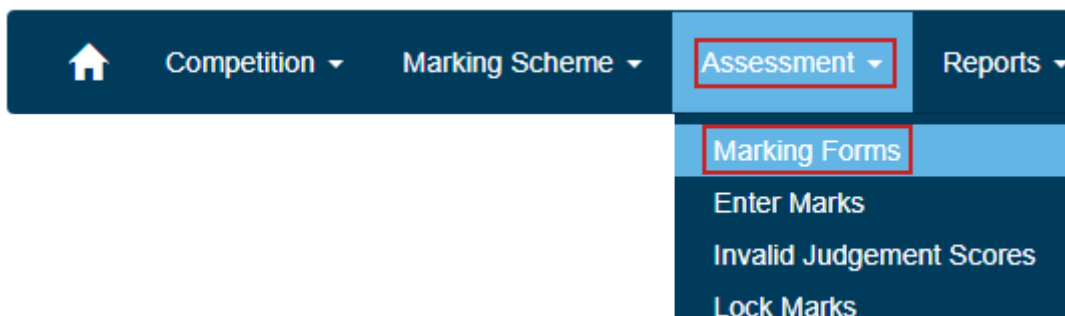 Competition Marking Scheme Assessment Reports
Marking Forms
Enter Marks
Invalid Judgement Scores
Lock Marks